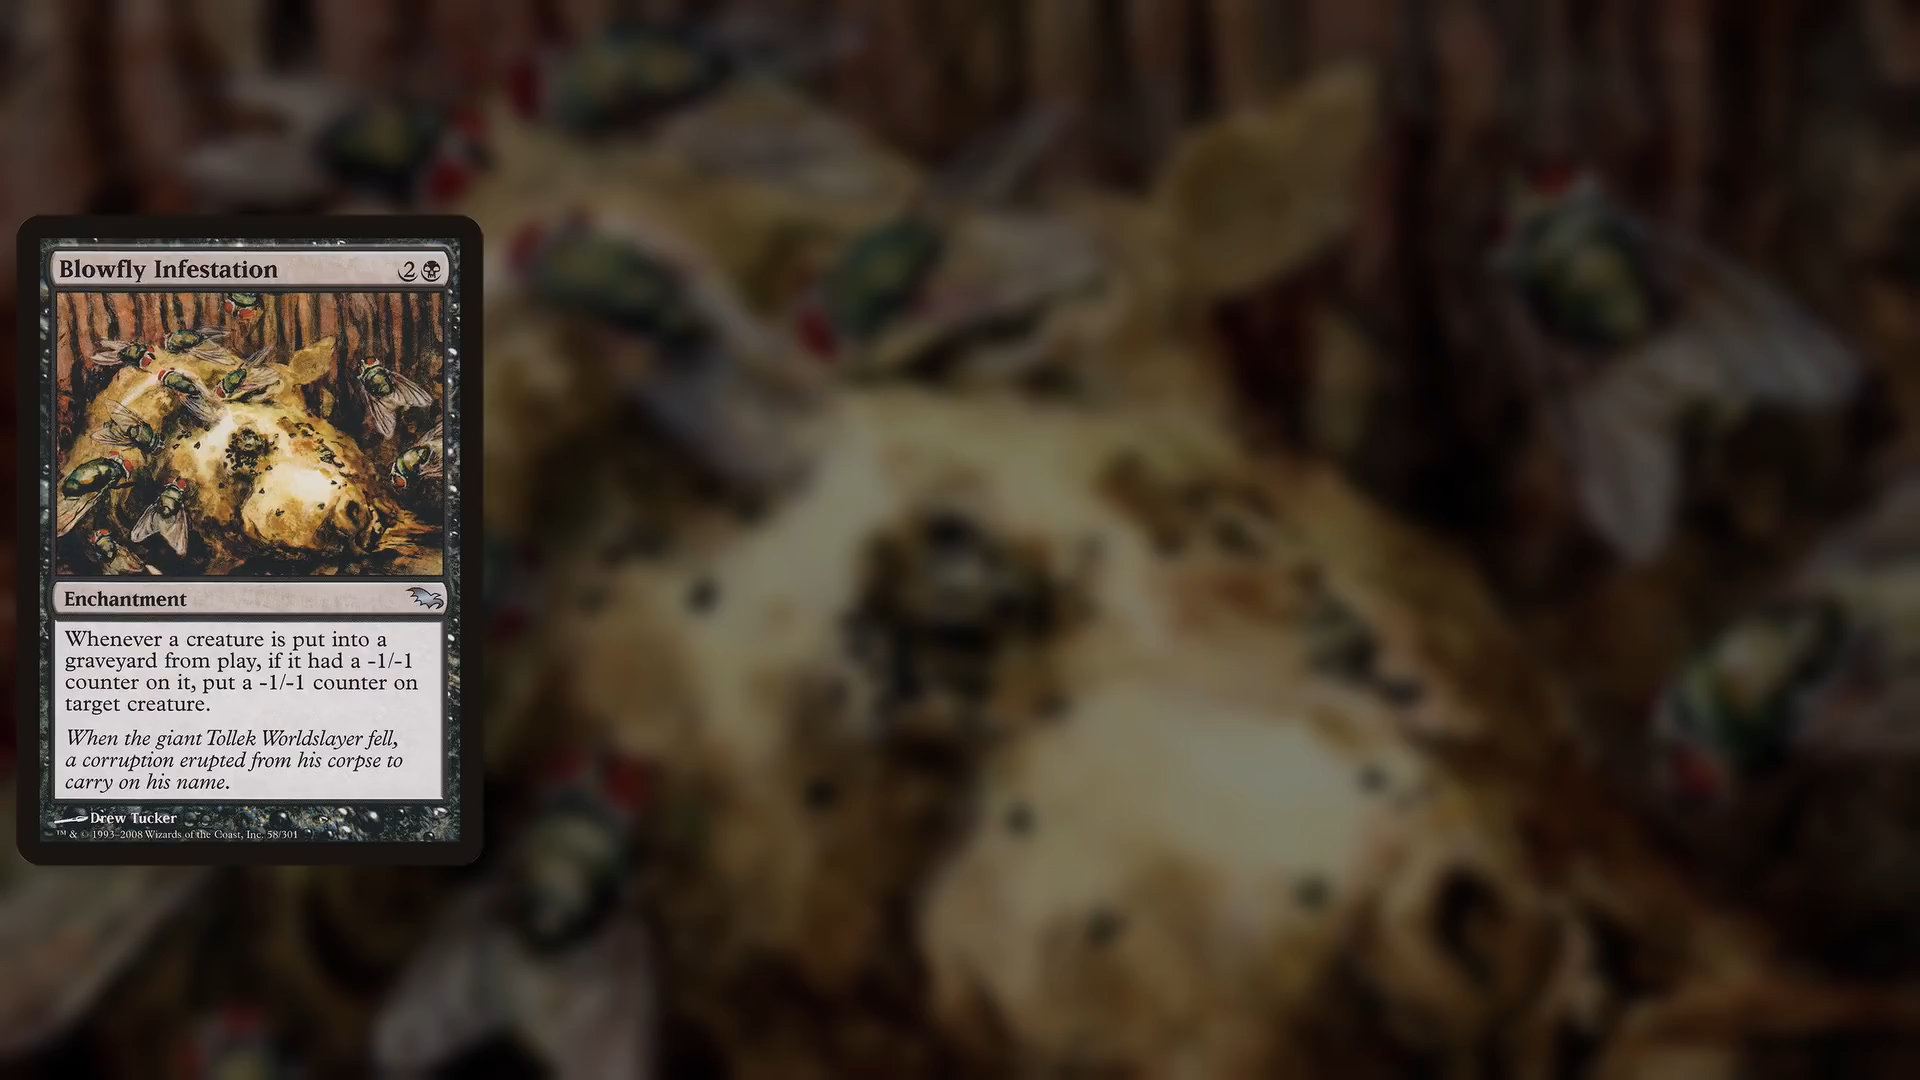 Blowfly Infestation 2
Enchantment
Whenever a creature is put into a
graveyard from play, if it had a -1/-1
counter on it, put a -1/-1 counter on
target creature.
When the giant Tollek Worldslayer fell,
a corruption erupted from his corpse to
carry on his name.
Drew Tucker
™ & © 1993–2008 Wizards of the Coast, Inc. 58/301